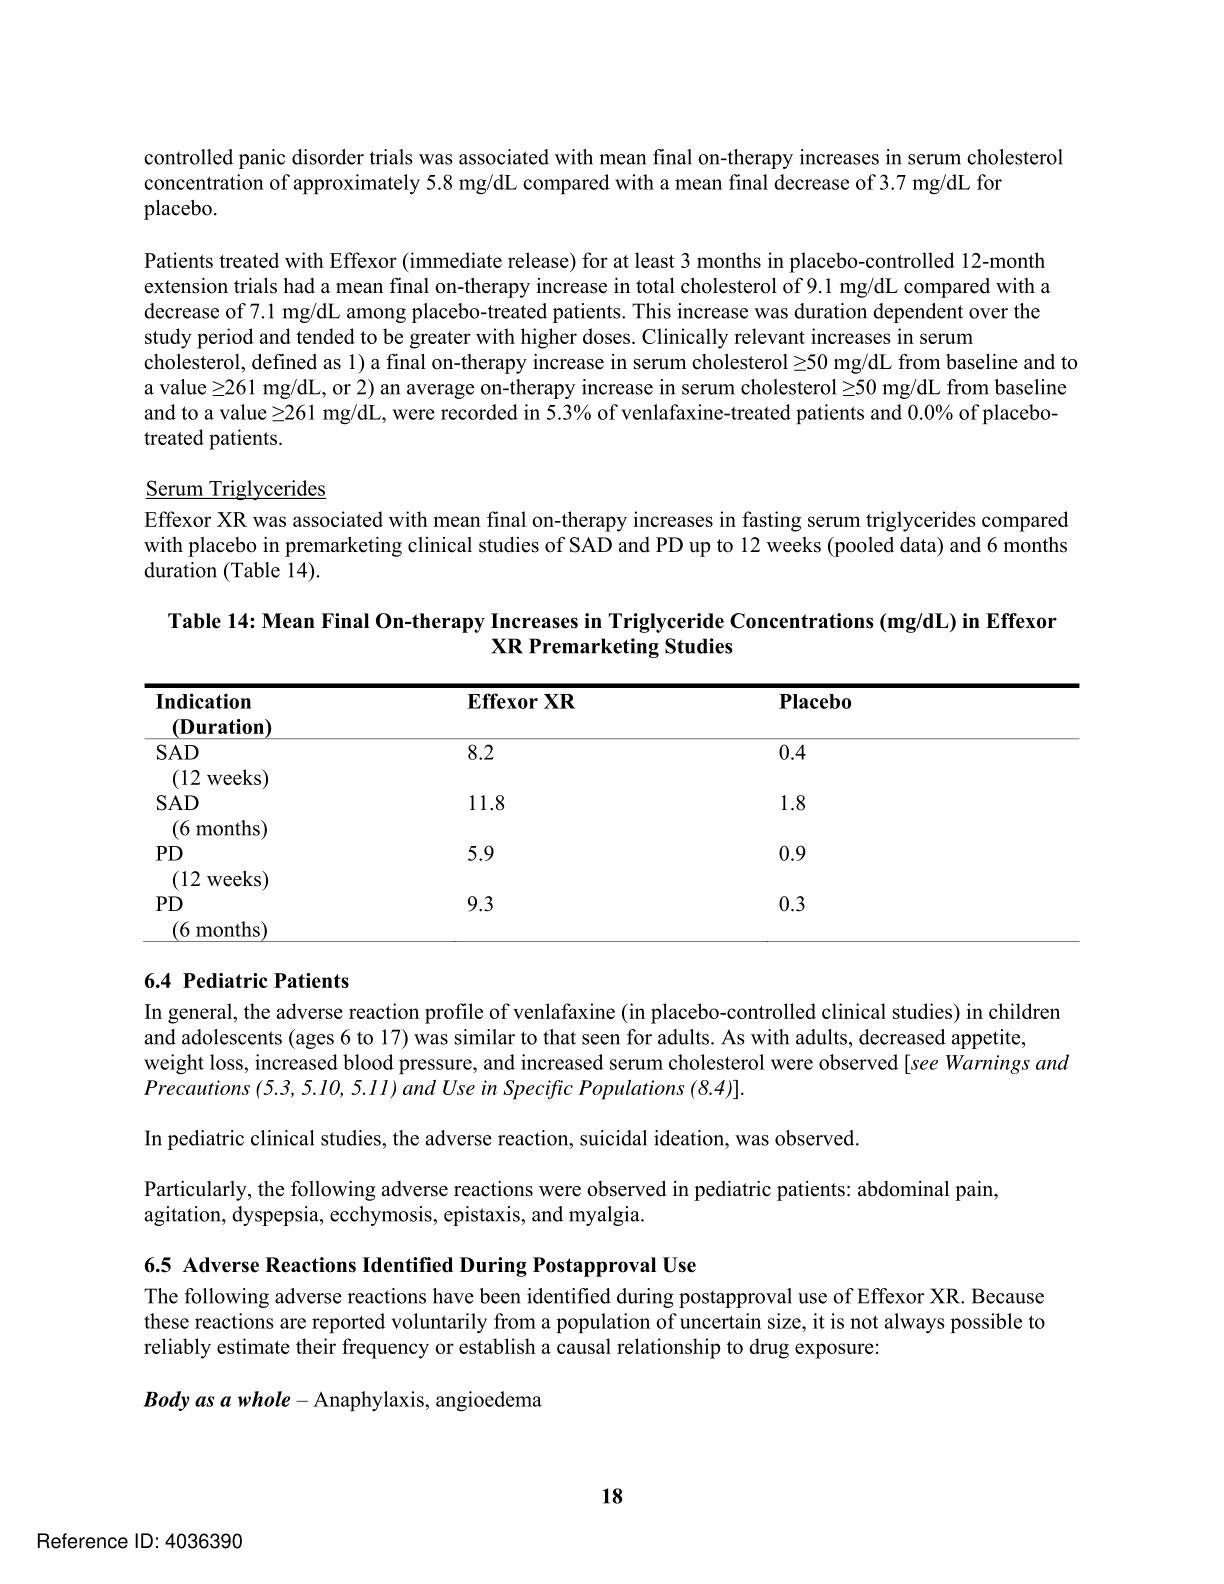 controlled panic disorder trials was associated with mean final on-therapy increases in serum cholesterol
concentration of approximately 5.8 mg/dL compared with a mean final decrease of 3.7 mg/dL for
placebo.
Patients treated with Effexor (immediate release) for at least 3 months in placebo-controlled 12-month
extension trials had a mean final on-therapy increase in total cholesterol of 9.1 mg/dL compared with a
decrease of 7.1 mg/dL among placebo-treated patients. This increase was duration dependent over the
study period and tended to be greater with higher doses. Clinically relevant increases in serum
cholesterol, defined as 1) a final on-therapy increase in serum cholesterol ≥50 mg/dL from baseline and to
a value ≥261 mg/dL, or 2) an average on-therapy increase in serum cholesterol ≥50 mg/dL from baseline
and to a value ≥261 mg/dL, were recorded in 5.3% of venlafaxine-treated patients and 0.0% of placebo-
treated patients.
Serum Triglycerides
Effexor XR was associated with mean final on-therapy increases in fasting serum triglycerides compared
with placebo in premarketing clinical studies of SAD and PD up to 12 weeks (pooled data) and 6 months
duration (Table 14).
Table 14: Mean Final On-therapy Increases in Triglyceride Concentrations (mg/dL) in Effexor
XR Premarketing Studies
Indication Effexor XR Placebo
(Duration)
SAD 8.2 0.4
(12 weeks)
SAD 11.8 1.8
(6 months)
PD 5.9 0.9
(12 weeks)
PD 9.3 0.3
(6 months)
6.4 Pediatric Patients
In general, the adverse reaction profile of venlafaxine (in placebo-controlled clinical studies) in children
and adolescents (ages 6 to 17) was similar to that seen for adults. As with adults, decreased appetite,
weight loss, increased blood pressure, and increased serum cholesterol were observed [see Warnings and
Precautions (5.3, 5.10, 5.11) and Use in Specific Populations (8.4)].
In pediatric clinical studies, the adverse reaction, suicidal ideation, was observed.
Particularly, the following adverse reactions were observed in pediatric patients: abdominal pain,
agitation, dyspepsia, ecchymosis, epistaxis, and myalgia.
6.5 Adverse Reactions Identified During Postapproval Use
The following adverse reactions have been identified during postapproval use of Effexor XR. Because
these reactions are reported voluntarily from a population of uncertain size, it is not always possible to
reliably estimate their frequency or establish a causal relationship to drug exposure:
Body as a whole – Anaphylaxis, angioedema
18
Reference ID: 4036390